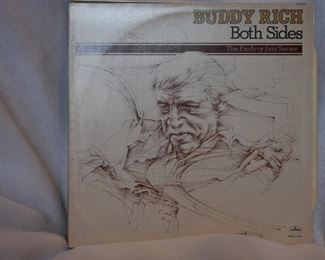 BUDDY RICH
Both Sides
The EmArcy Jazz Series